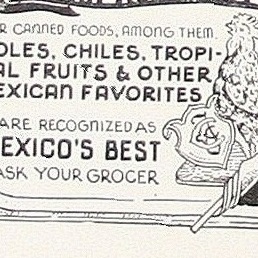 R CANNED FOODS, AMONG THEM
OLES, CHILES, TROPI-
AL FRUITS & OTHER
EXICAN FAVORITES
ARE RECOGNIZED AS
EXICO'S BEST
ASK YOUR GROCER